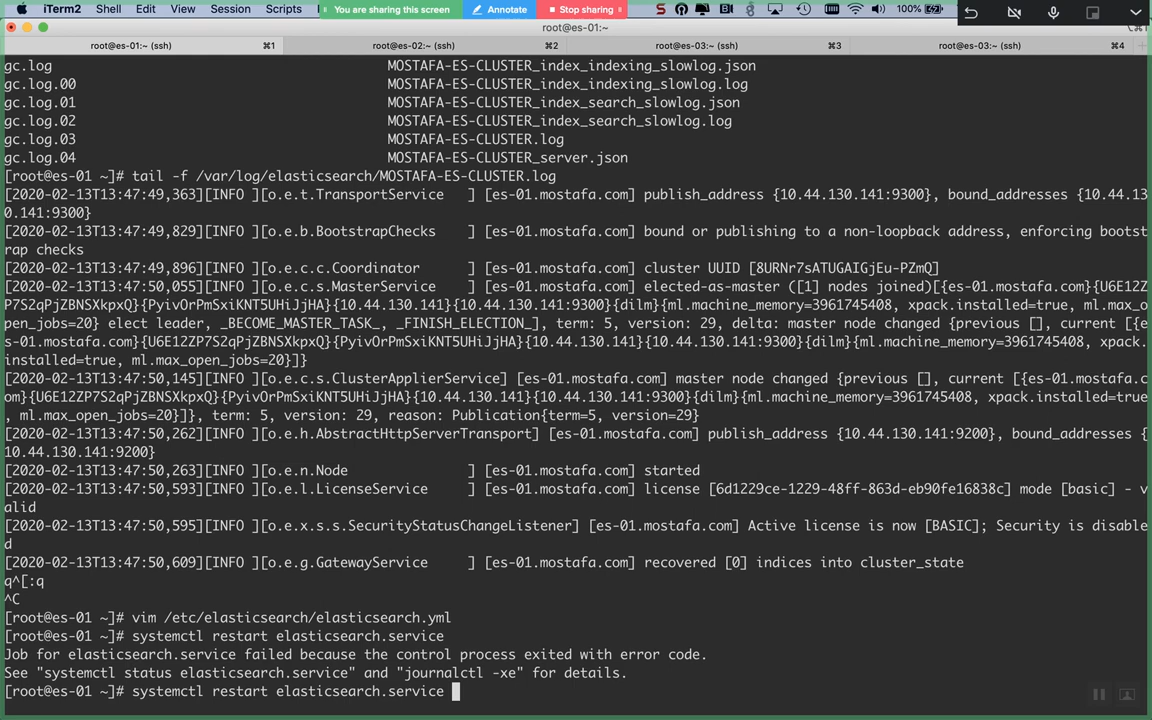 iTerm2 Shell Edit View Session Scripts You are sharing this screen Annotate Stop sharing 100%
root@es-01:~
root@es-01:~ (ssh) ⌘1 root@es-02:~ (ssh) ⌘2 root@es-03:~ (ssh) ⌘3 root@es-03:~ (ssh) ⌘4
gc.log MOSTAFA-ES-CLUSTER_index_indexing_slowlog.json
gc.log.00 MOSTAFA-ES-CLUSTER_index_indexing_slowlog.log
gc.log.01 MOSTAFA-ES-CLUSTER_index_search_slowlog.json
gc.log.02 MOSTAFA-ES-CLUSTER_index_search_slowlog.log
gc.log.03 MOSTAFA-ES-CLUSTER.log
gc.log.04 MOSTAFA-ES-CLUSTER_server.json
[root@es-01 ~]# tail -f /var/log/elasticsearch/MOSTAFA-ES-CLUSTER.log
[2020-02-13T13:47:49,363][INFO ][o.e.t.TransportService ] [es-01.mostafa.com] publish_address {10.44.130.141:9300}, bound_addresses {10.44.13
0.141:9300}
[2020-02-13T13:47:49,829][INFO ][o.e.b.BootstrapChecks ] [es-01.mostafa.com] bound or publishing to a non-loopback address, enforcing bootst
rap checks
[2020-02-13T13:47:49,896][INFO ][o.e.c.c.Coordinator ] [es-01.mostafa.com] cluster UUID [8URNr7sATUGAIGjEu-PZmQ]
[2020-02-13T13:47:50,055][INFO ][o.e.c.s.MasterService ] [es-01.mostafa.com] elected-as-master ([1] nodes joined)[{es-01.mostafa.com}{U6E12Z
P7S2qPjZBNSXkpxQ}{PyivOrPmSxiKNT5UHiJjHA}{10.44.130.141}{10.44.130.141:9300}{dilm}{ml.machine_memory=3961745408, xpack.installed=true, ml.max_o
pen_jobs=20} elect leader, _BECOME_MASTER_TASK_, _FINISH_ELECTION_], term: 5, version: 29, delta: master node changed {previous [], current [{e
s-01.mostafa.com}{U6E12ZP7S2qPjZBNSXkpxQ}{PyivOrPmSxiKNT5UHiJjHA}{10.44.130.141}{10.44.130.141:9300}{dilm}{ml.machine_memory=3961745408, xpack.
installed=true, ml.max_open_jobs=20}]}
[2020-02-13T13:47:50,145][INFO ][o.e.c.s.ClusterApplierService] [es-01.mostafa.com] master node changed {previous [], current [{es-01.mostafa.c
om}{U6E12ZP7S2qPjZBNSXkpxQ}{PyivOrPmSxiKNT5UHiJjHA}{10.44.130.141}{10.44.130.141:9300}{dilm}{ml.machine_memory=3961745408, xpack.installed=true
, ml.max_open_jobs=20}]}, term: 5, version: 29, reason: Publication{term=5, version=29}
[2020-02-13T13:47:50,262][INFO ][o.e.h.AbstractHttpServerTransport] [es-01.mostafa.com] publish_address {10.44.130.141:9200}, bound_addresses {
10.44.130.141:9200}
[2020-02-13T13:47:50,263][INFO ][o.e.n.Node ] [es-01.mostafa.com] started
[2020-02-13T13:47:50,593][INFO ][o.e.l.LicenseService ] [es-01.mostafa.com] license [6d1229ce-1229-48ff-863d-eb90fe16838c] mode [basic] - v
alid
[2020-02-13T13:47:50,595][INFO ][o.e.x.s.s.SecurityStatusChangeListener] [es-01.mostafa.com] Active license is now [BASIC]; Security is disable
d
[2020-02-13T13:47:50,609][INFO ][o.e.g.GatewayService ] [es-01.mostafa.com] recovered [0] indices into cluster_state
q^[:q
^C
[root@es-01 ~]# vim /etc/elasticsearch/elasticsearch.yml
[root@es-01 ~]# systemctl restart elasticsearch.service
Job for elasticsearch.service failed because the control process exited with error code.
See "systemctl status elasticsearch.service" and "journalctl -xe" for details.
[root@es-01 ~]# systemctl restart elasticsearch.service